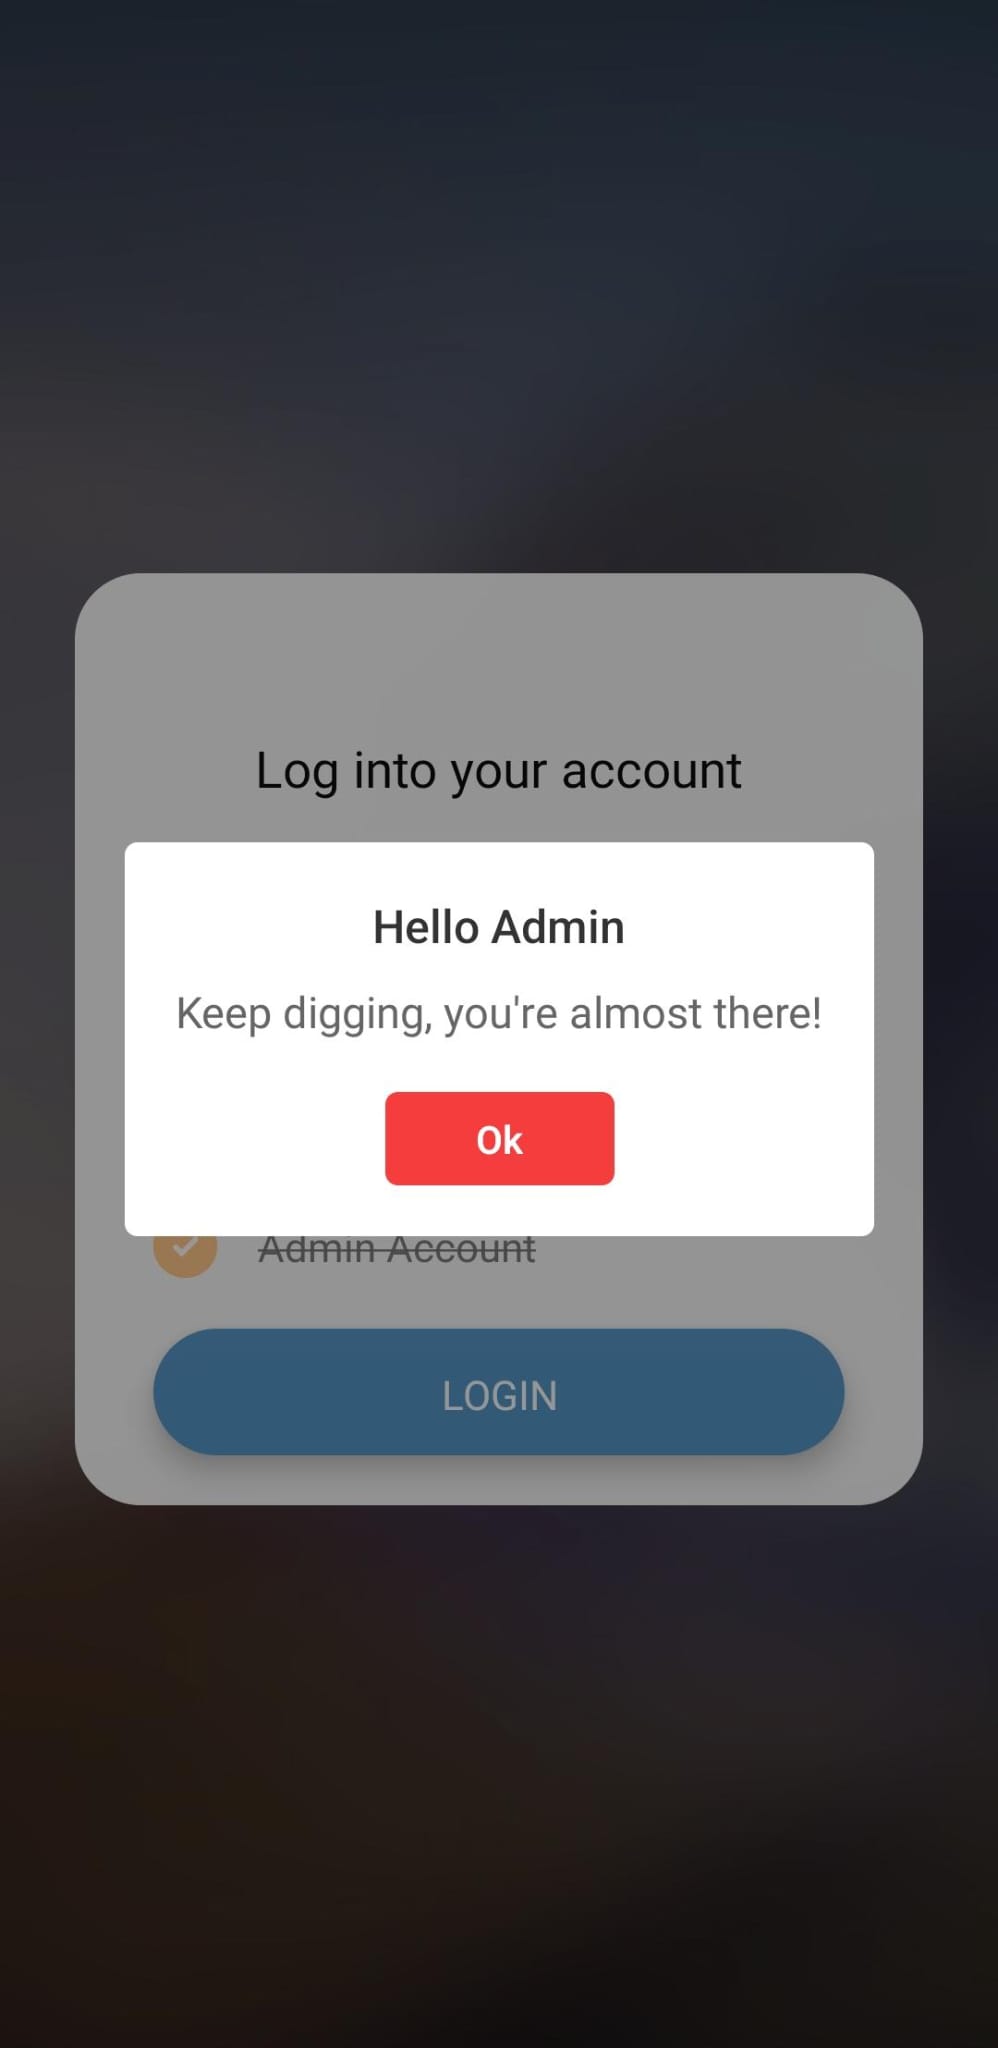 Log into your account
Hello Admin
Keep digging, you're almost there!
Ok
Admin Account
LOGIN